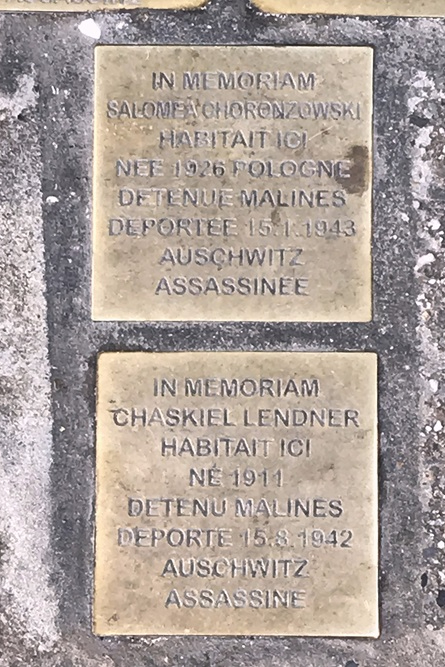 IN MEMORIAM
SALOMEA CHORONZOWSKI
HABITAIT ICI
NEE 1926 POLOGNE
DETENUE MALINES
DEPORTEE 15.1.1943
AUSCHWITZ
ASSASSINEE
IN MEMORIAM
CHASKIEL LENDNER
HABITAIT ICI
NÉ 1911
DETENU MALINES
DEPORTE 15.8.1942
AUSCHWITZ
ASSASSINE